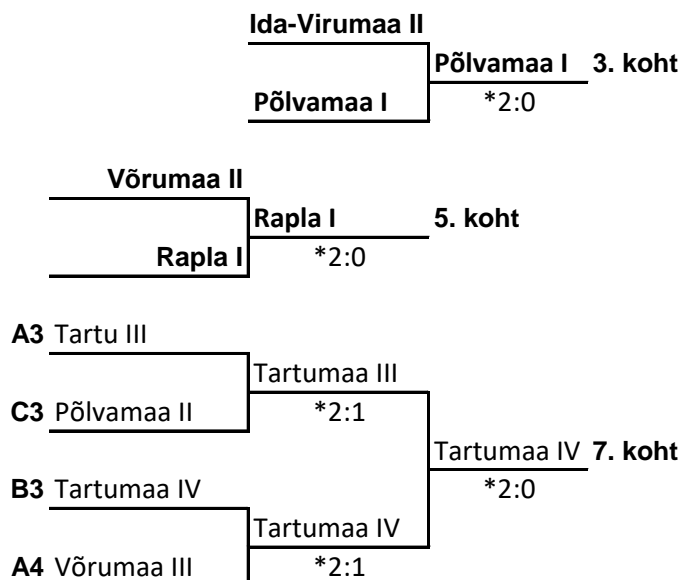 Ida-Virumaa II
Põlvamaa I 3. koht
Põlvamaa I *2:0
Võrumaa II
Rapla I 5. koht
Rapla I *2:0
A3 Tartu III
Tartumaa III
C3 Põlvamaa II *2:1
Tartumaa IV 7. koht
B3 Tartumaa IV *2:0
Tartumaa IV
A4 Võrumaa III *2:1